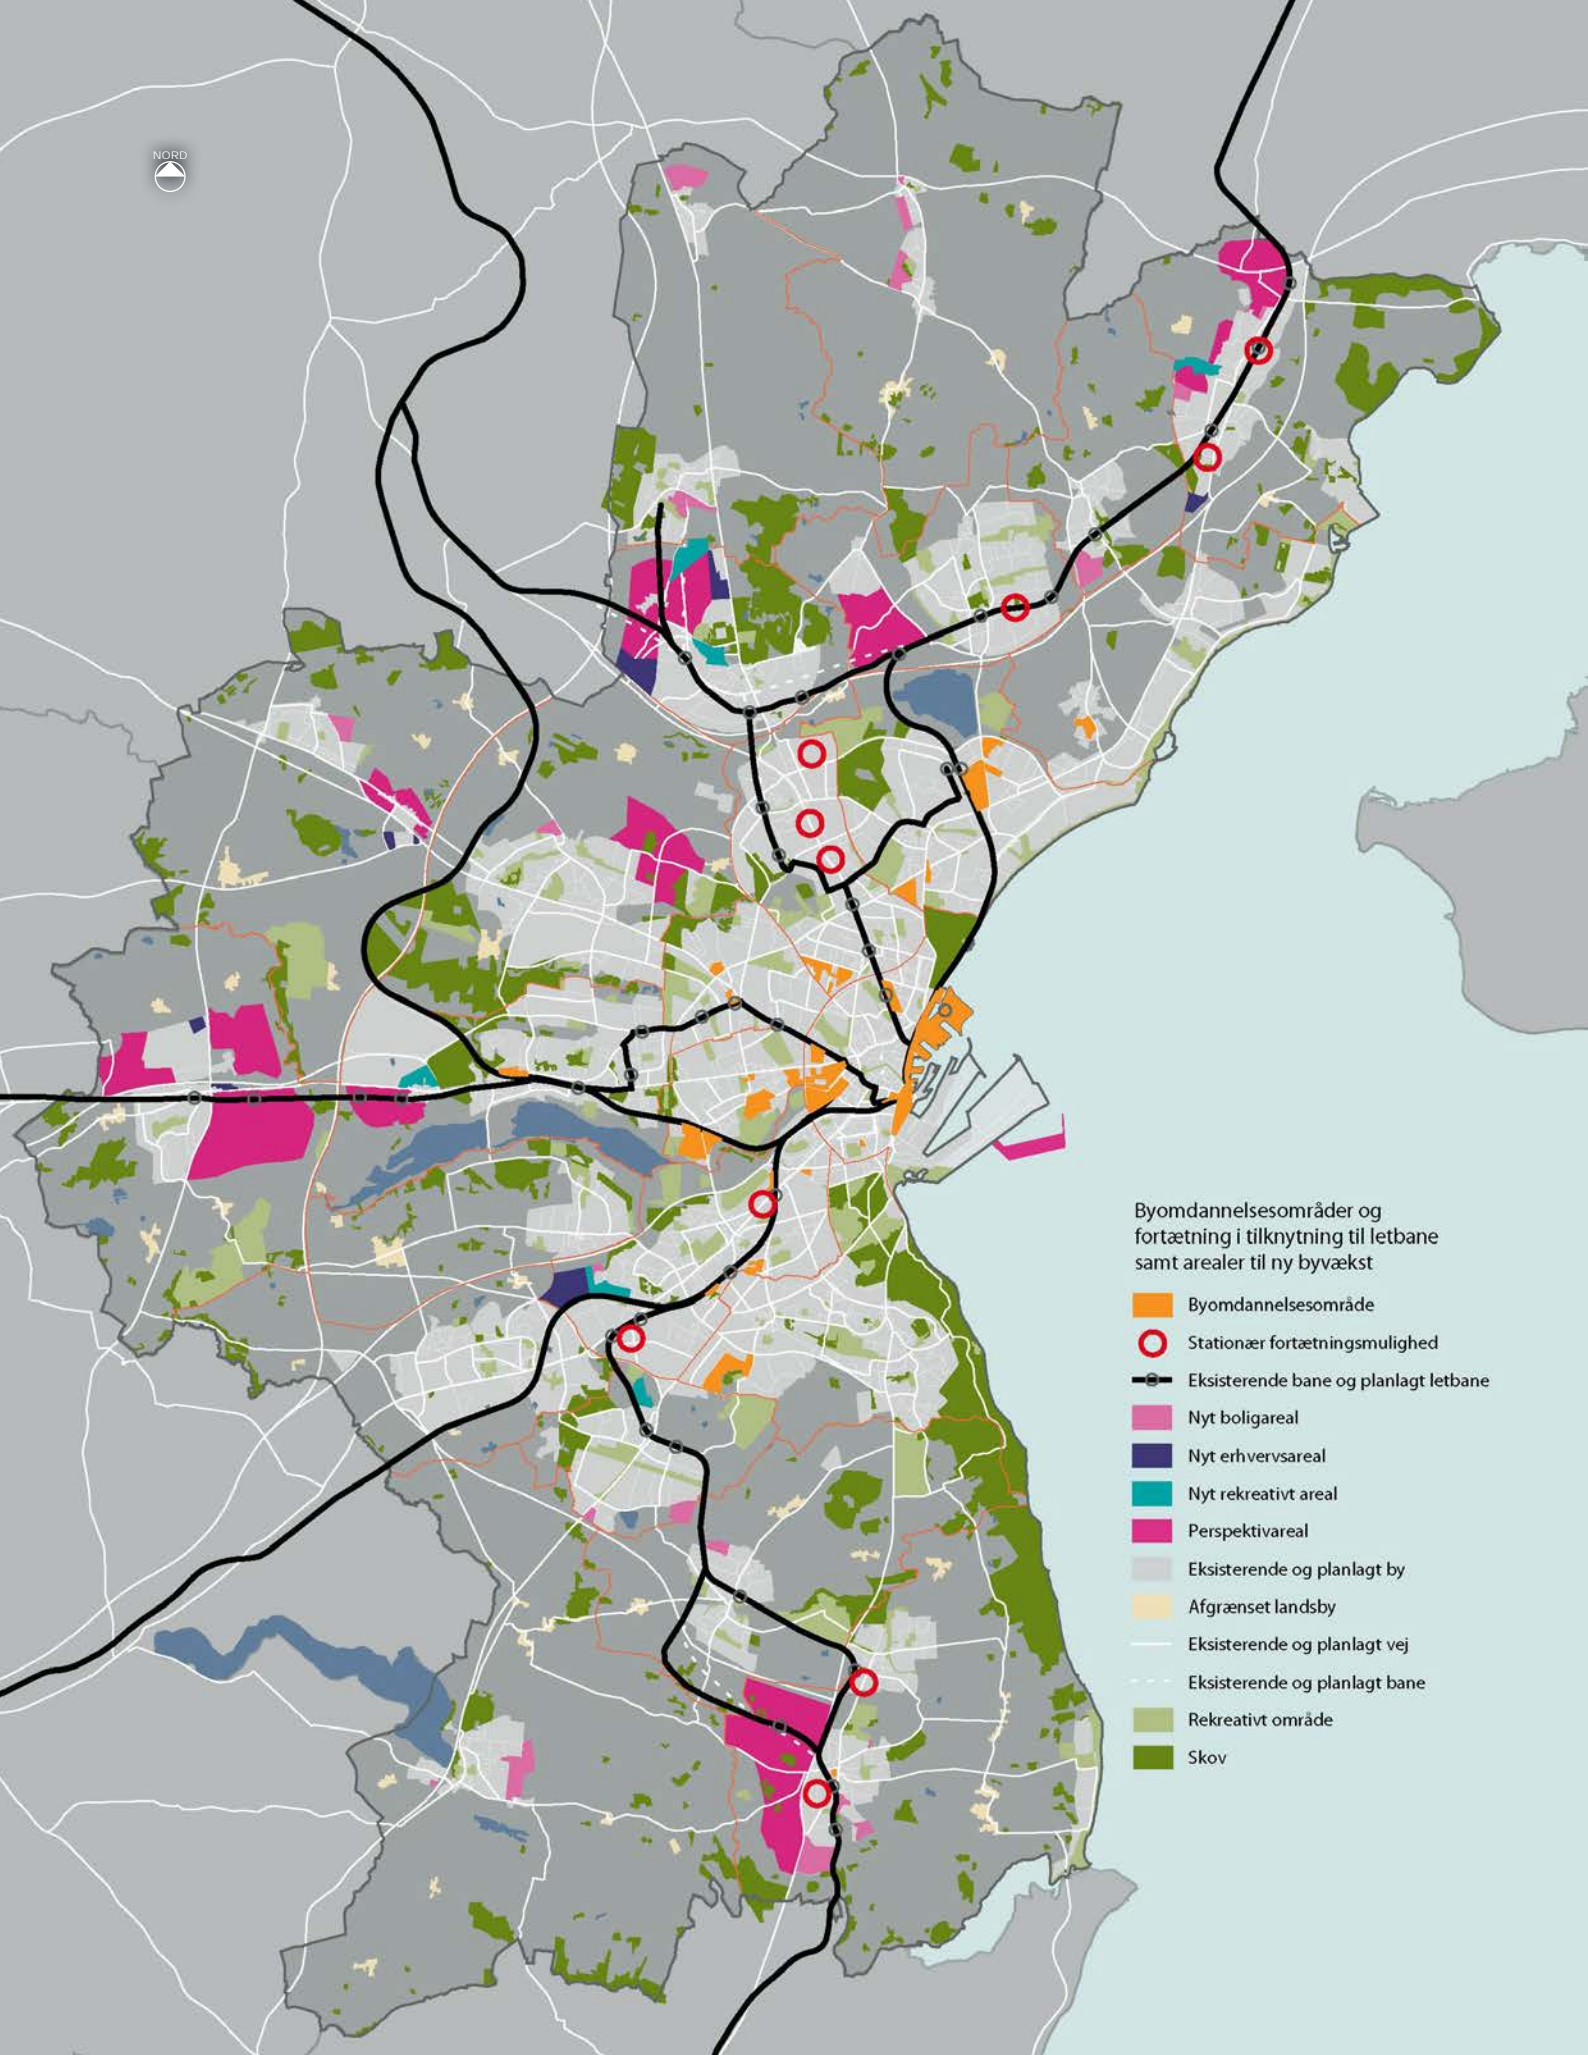 NORD
Byomdannelsesområder og
fortætning i tilknytning til letbane
samt arealer til ny byvækst
Byomdannelsesområde
Stationær fortætningsmulighed
Eksisterende bane og planlagt letbane
Nyt boligareal
Nyt erhvervsareal
Nyt rekreativt areal
Perspektivareal
Eksisterende og planlagt by
Afgrænset landsby
Eksisterende og planlagt vej
Eksisterende og planlagt bane
Rekreativt område
Skov